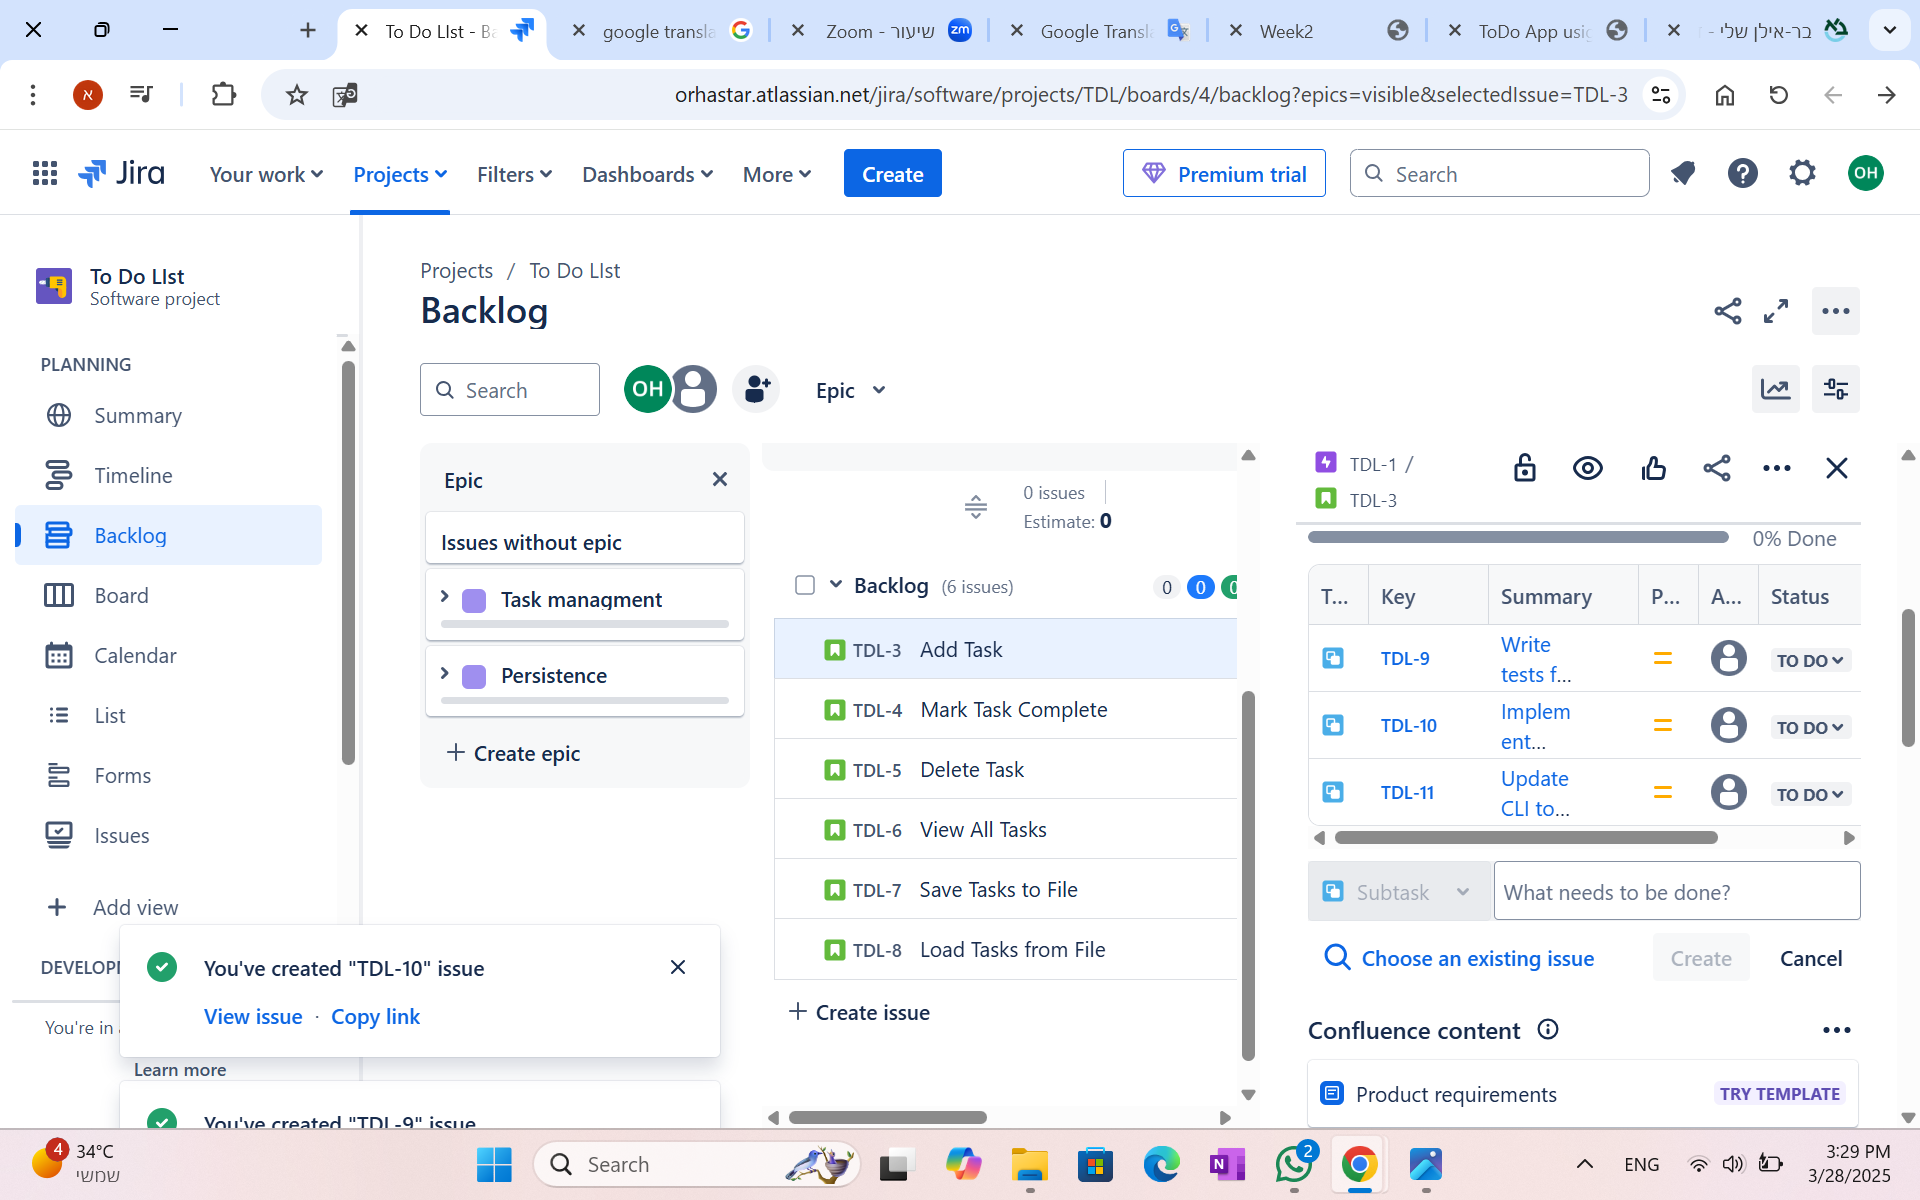 To Do LIst - Ba
google transla
Zoom - שיעור
Google Transla
Week2
ToDo App usi
בר-אילן שלי -
א
orhastar.atlassian.net/jira/software/projects/TDL/boards/4/backlog?epics=visible&selectedIssue=TDL-3
Jira
Your work
Projects
Filters
Dashboards
More
Create
Premium trial
Search
OH
To Do LIst
Software project
PLANNING
Summary
Timeline
Backlog
Board
Calendar
List
Forms
Issues
Add view
DEVELOPM
You're in a
Learn more
Projects / To Do LIst
Backlog
Search
OH
Epic
Epic
Issues without epic
Task managment
Persistence
+ Create epic
0 issues
Estimate: 0
Backlog (6 issues)
0 0 0
TDL-3 Add Task
TDL-4 Mark Task Complete
TDL-5 Delete Task
TDL-6 View All Tasks
TDL-7 Save Tasks to File
TDL-8 Load Tasks from File
+ Create issue
TDL-1 /
TDL-3
0% Done
T... Key Summary P... A... Status
TDL-9 Write tests f... TO DO
TDL-10 Implem ent... TO DO
TDL-11 Update CLI to... TO DO
Subtask
What needs to be done?
Choose an existing issue
Create
Cancel
Confluence content
Product requirements
TRY TEMPLATE
You've created "TDL-10" issue
View issue · Copy link
You've created "TDL-9" issue
4
34°C
שמשי
Search
zm
N
2
ENG
3:29 PM
3/28/2025